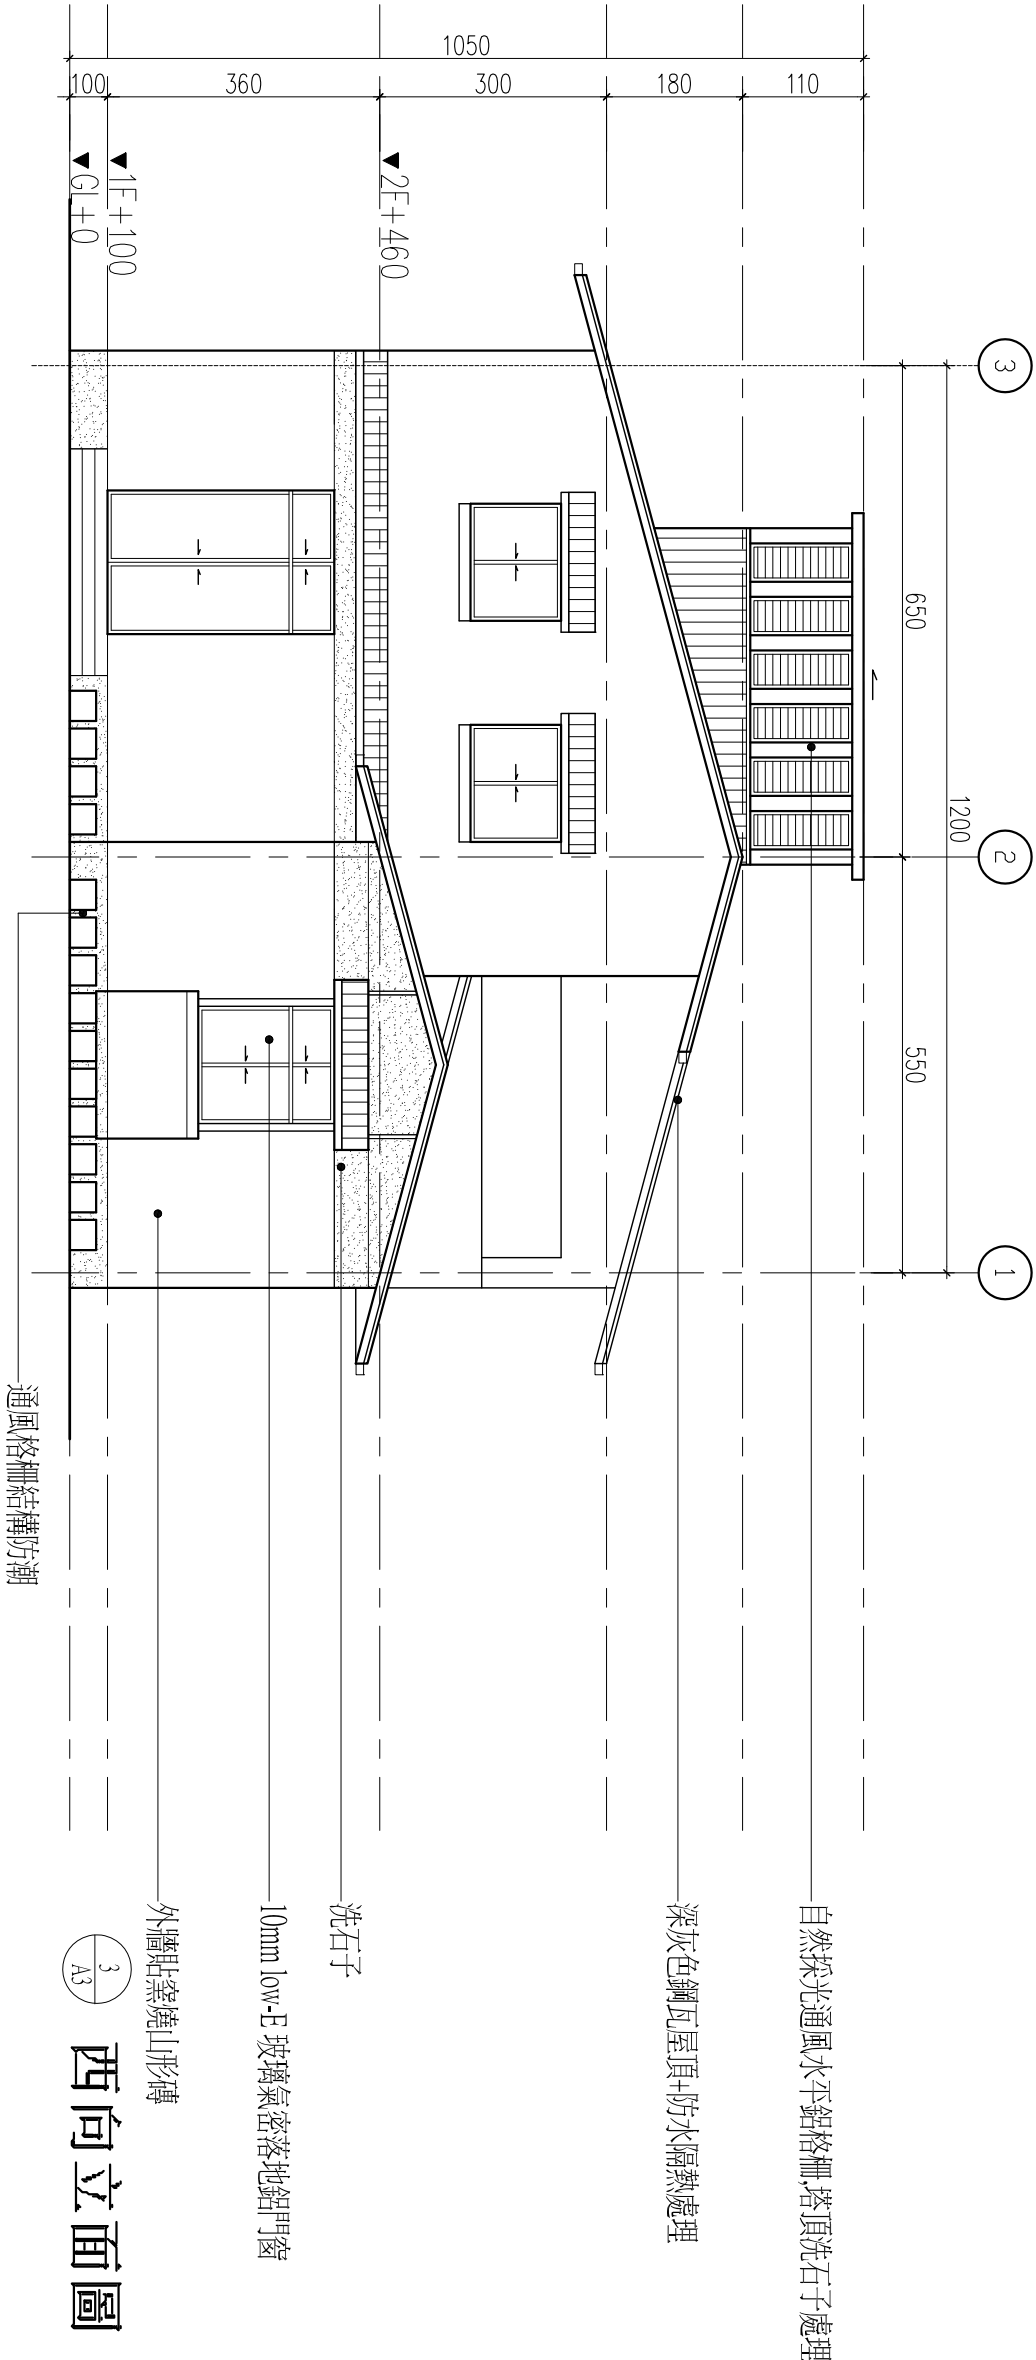 3
2
1
1200
650
550
1050
110
180
300
360
100
▼2F+460
▼1F+100
▼GL+0
自然採光通風水平鋁格柵,塔頂洗石子處理
深灰色鋼瓦屋頂+防水隔熱處理
洗石子
10mm low-E 玻璃氣密落地鋁門窗
外牆貼窯燒山形磚
通風格柵結構防潮
3
A3
西向立面圖